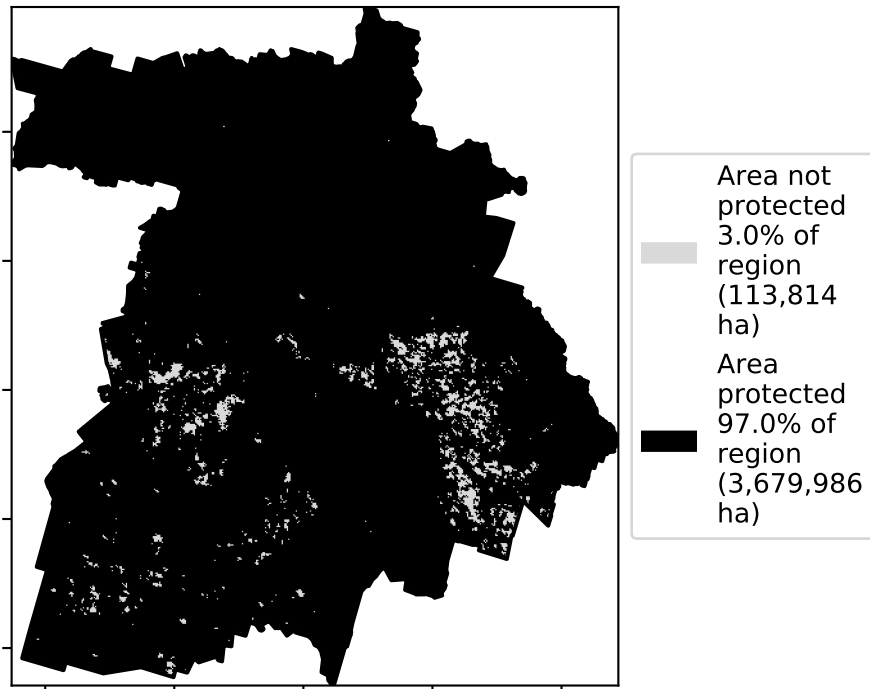 Area not
protected
3.0% of
region
(113,814
ha)
Area
protected
97.0% of
region
(3,679,986
ha)